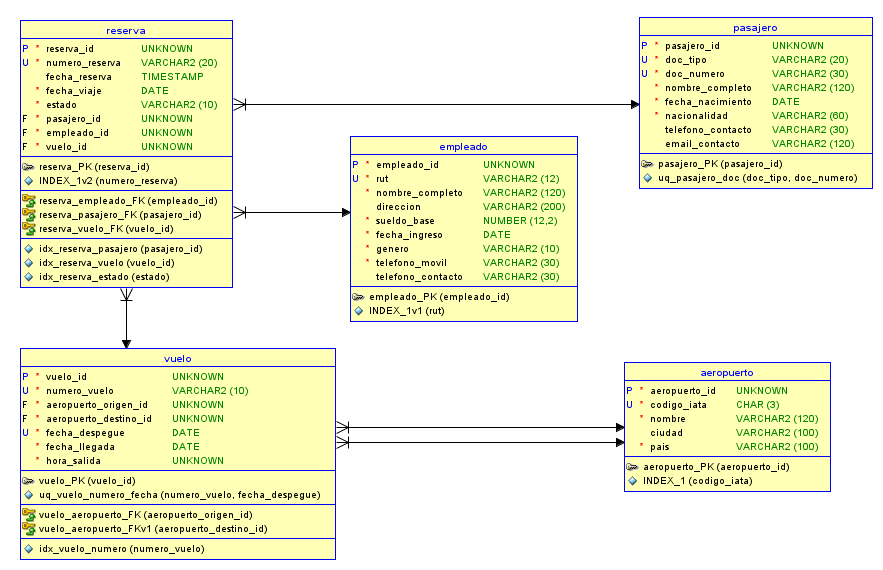 reserva
P * reserva_id UNKNOWN
U * numero_reserva VARCHAR2 (20)
fecha_reserva TIMESTAMP
* fecha_viaje DATE
* estado VARCHAR2 (10)
F * pasajero_id UNKNOWN
F * empleado_id UNKNOWN
F * vuelo_id UNKNOWN
reserva_PK (reserva_id)
INDEX_1v2 (numero_reserva)
reserva_empleado_FK (empleado_id)
reserva_pasajero_FK (pasajero_id)
reserva_vuelo_FK (vuelo_id)
idx_reserva_pasajero (pasajero_id)
idx_reserva_vuelo (vuelo_id)
idx_reserva_estado (estado)
pasajero
P * pasajero_id UNKNOWN
U * doc_tipo VARCHAR2 (20)
U * doc_numero VARCHAR2 (30)
* nombre_completo VARCHAR2 (120)
* fecha_nacimiento DATE
* nacionalidad VARCHAR2 (60)
telefono_contacto VARCHAR2 (30)
email_contacto VARCHAR2 (120)
pasajero_PK (pasajero_id)
uq_pasajero_doc (doc_tipo, doc_numero)
empleado
P * empleado_id UNKNOWN
U * rut VARCHAR2 (12)
* nombre_completo VARCHAR2 (120)
direccion VARCHAR2 (200)
* sueldo_base NUMBER (12,2)
* fecha_ingreso DATE
* genero VARCHAR2 (10)
* telefono_movil VARCHAR2 (30)
telefono_contacto VARCHAR2 (30)
empleado_PK (empleado_id)
INDEX_1v1 (rut)
vuelo
P * vuelo_id UNKNOWN
U * numero_vuelo VARCHAR2 (10)
F * aeropuerto_origen_id UNKNOWN
F * aeropuerto_destino_id UNKNOWN
U * fecha_despegue DATE
* fecha_llegada DATE
* hora_salida UNKNOWN
vuelo_PK (vuelo_id)
uq_vuelo_numero_fecha (numero_vuelo, fecha_despegue)
vuelo_aeropuerto_FK (aeropuerto_origen_id)
vuelo_aeropuerto_FKv1 (aeropuerto_destino_id)
idx_vuelo_numero (numero_vuelo)
aeropuerto
P * aeropuerto_id UNKNOWN
U * codigo_iata CHAR (3)
* nombre VARCHAR2 (120)
ciudad VARCHAR2 (100)
* pais VARCHAR2 (100)
aeropuerto_PK (aeropuerto_id)
INDEX_1 (codigo_iata)